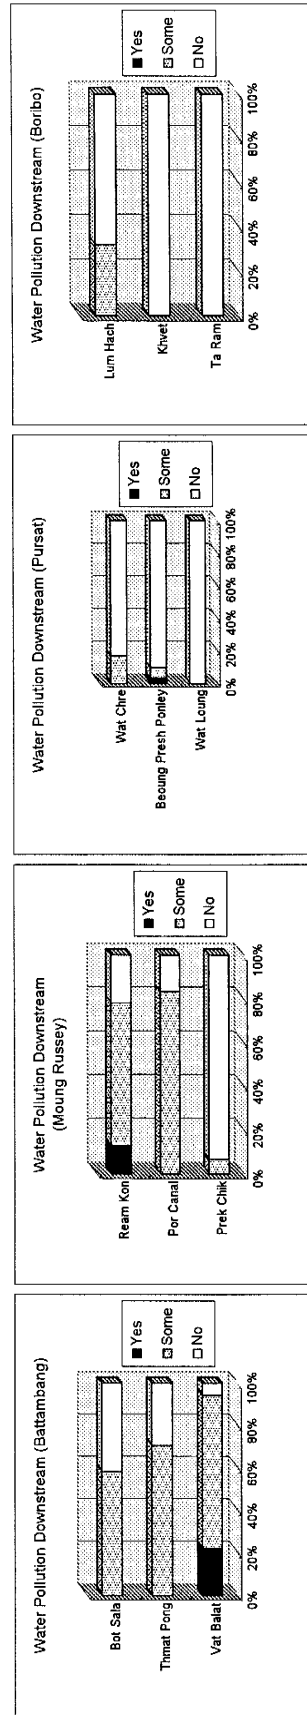 Water Pollution Downstream (Battambang)
Bot Sala
Thmat Pong
Vat Balat
0% 20% 40% 60% 80% 100%
Yes
Some
No
Water Pollution Downstream
(Moung Russey)
Ream Kon
Por Canal
Prek Chik
0% 20% 40% 60% 80% 100%
Yes
Some
No
Water Pollution Downstream (Pursat)
Wat Chre
Beoung Presh Ponley
Wat Loung
0% 20% 40% 60% 80% 100%
Yes
Some
No
Water Pollution Downstream (Boribo)
Lum Hach
Khvet
Ta Ram
0% 20% 40% 60% 80% 100%
Yes
Some
No